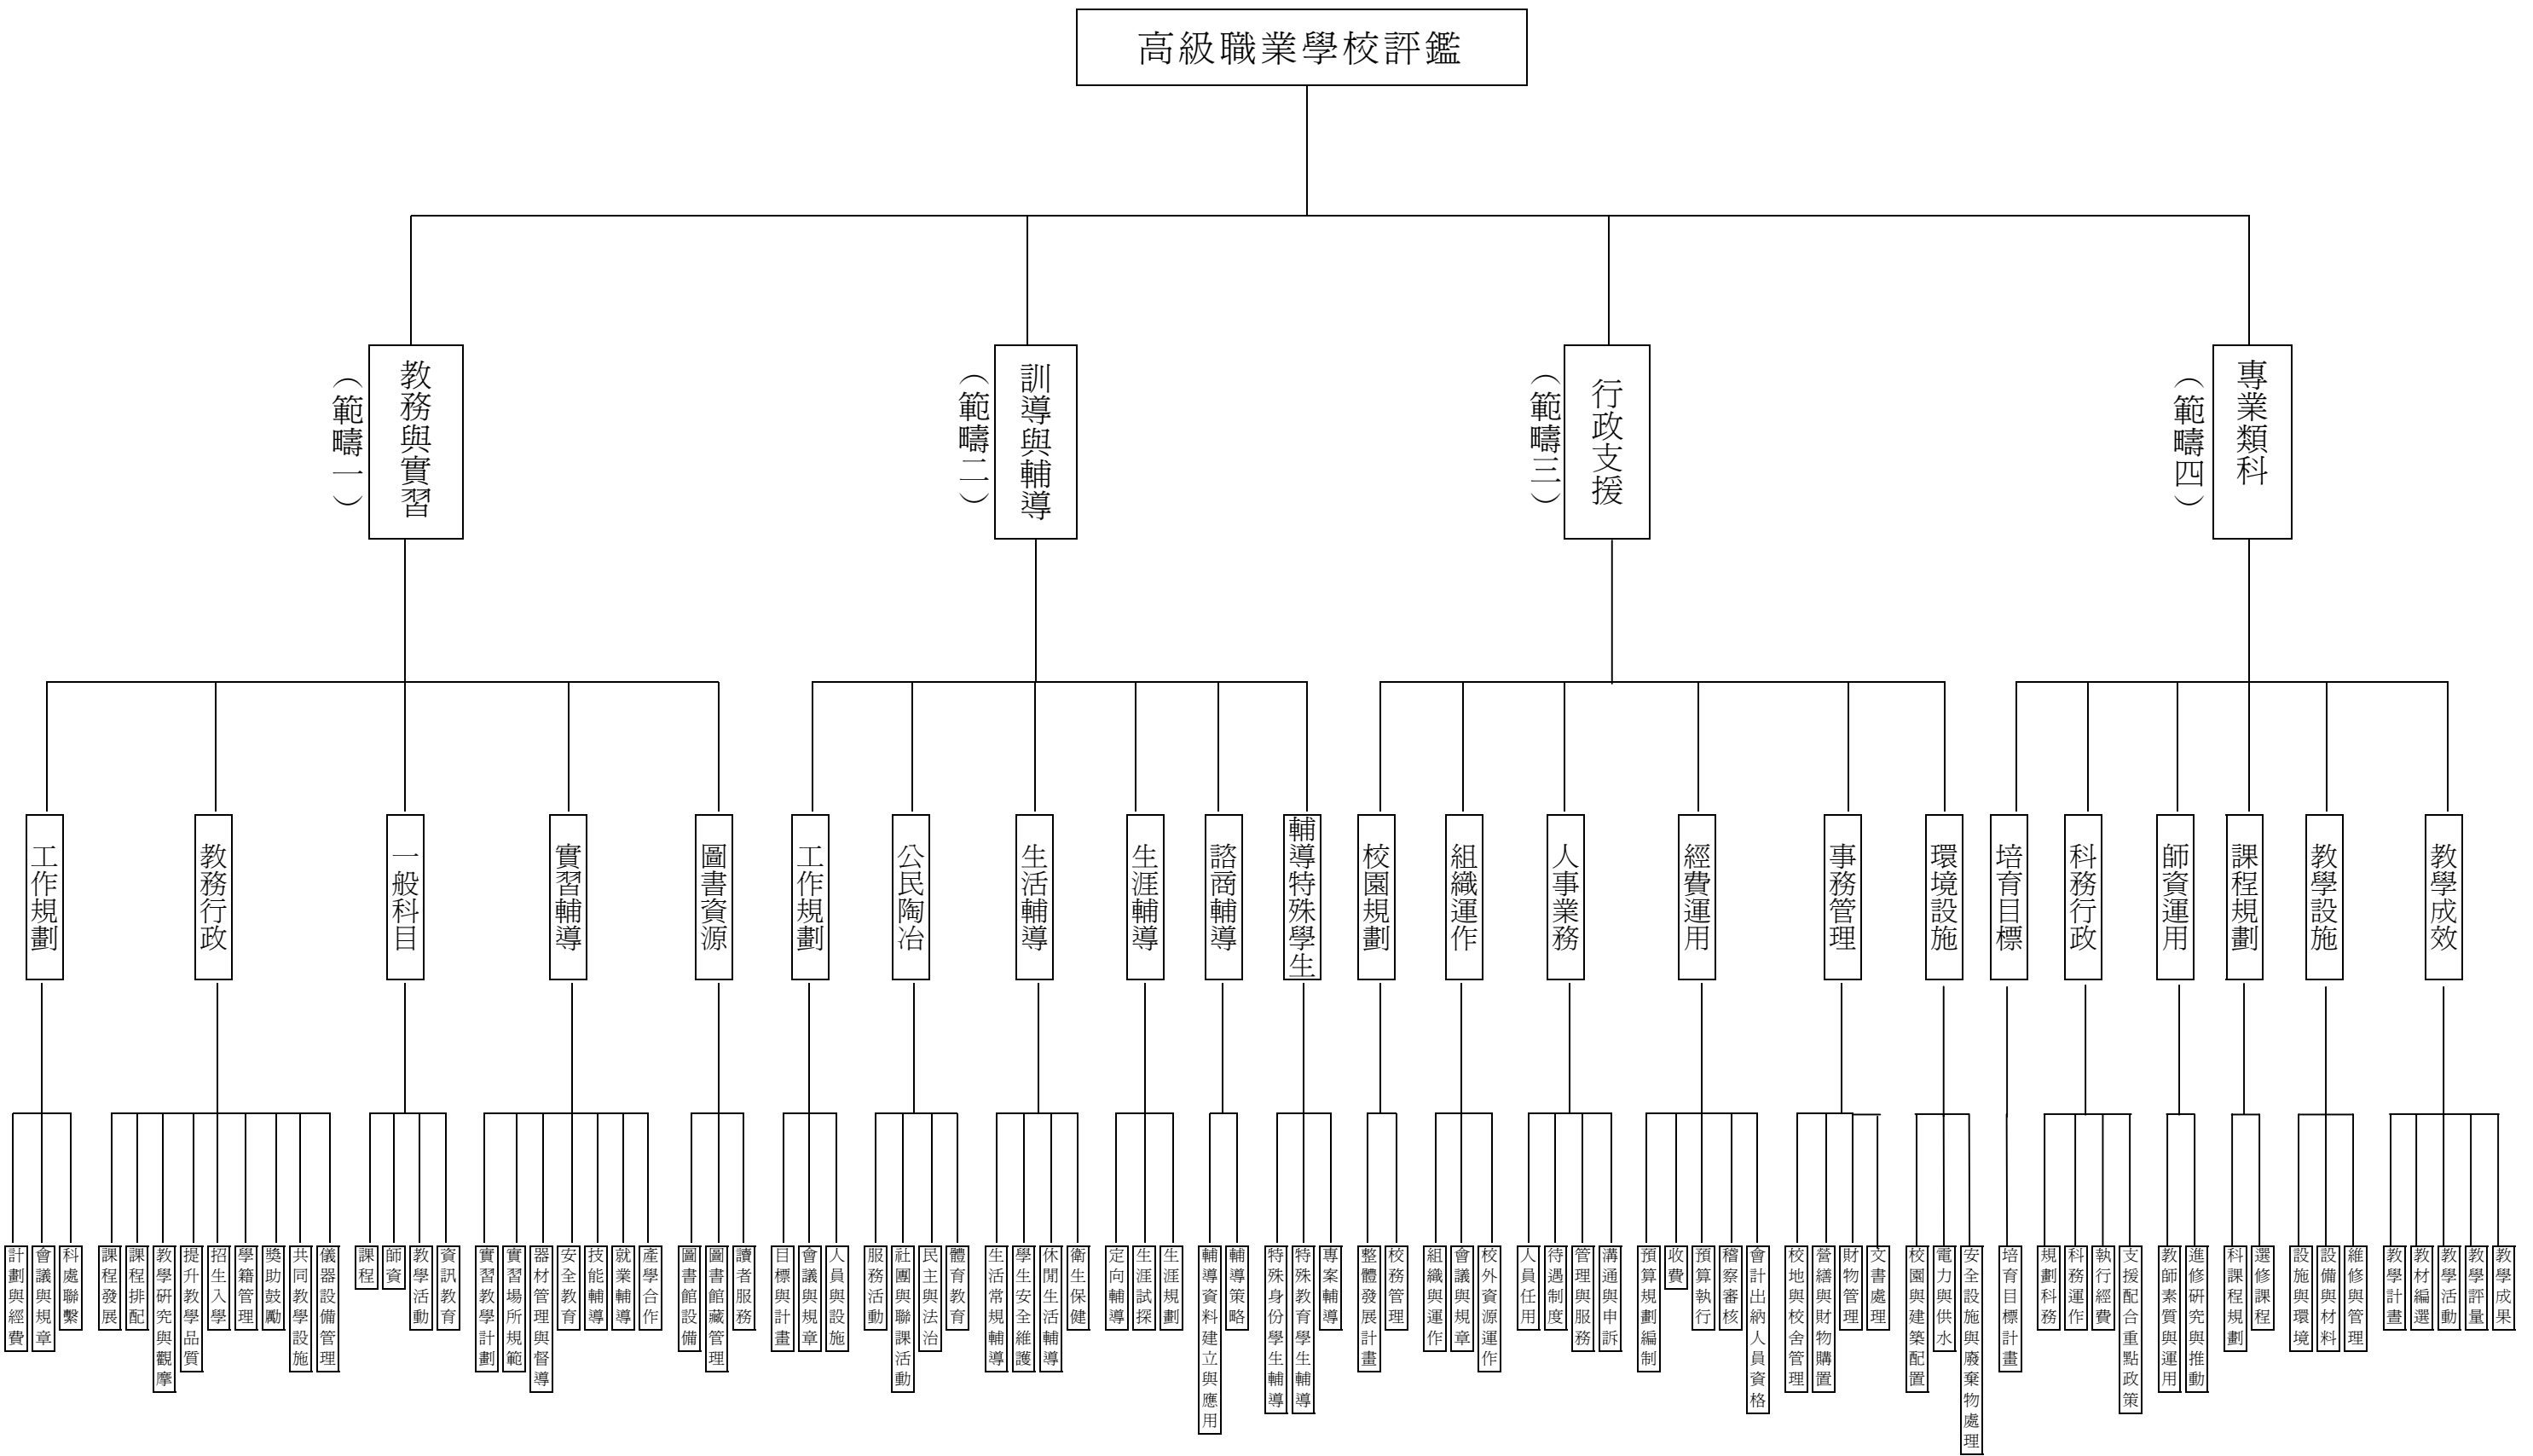 高級職業學校評鑑
（範疇一）
教務與實習
（範疇二）
訓導與輔導
（範疇三）
行政支援
（範疇四）
專業類科
工作規劃
教務行政
一般科目
實習輔導
圖書資源
工作規劃
公民陶冶
生活輔導
生涯輔導
諮商輔導
輔導特殊學生
校園規劃
組織運作
人事業務
經費運用
事務管理
環境設施
培育目標
科務行政
師資運用
課程規劃
教學設施
教學成效
計劃與經費
會議與規章
科處聯繫
課程發展
課程排配
教學研究與觀摩
提升教學品質
招生入學
學籍管理
獎助鼓勵
共同教學設施
儀器設備管理
課程
師資
教學活動
資訊教育
實習教學計劃
實習場所規範
器材管理與督導
安全教育
技能輔導
就業輔導
產學合作
圖書館設備
圖書館藏管理
讀者服務
目標與計畫
會議與規章
人員與設施
服務活動
社團與聯課活動
民主與法治
體育教育
生活常規輔導
學生安全維護
休閒生活輔導
衛生保健
定向輔導
生涯試探
生涯規劃
輔導資料建立與應用
輔導策略
特殊身份學生輔導
特殊教育學生輔導
專案輔導
整體發展計畫
校務管理
組織與運作
會議與規章
校外資源運作
人員任用
待遇制度
管理與服務
溝通與申訴
預算規劃編制
收費
預算執行
稽察審核
會計出納人員資格
校地與校舍管理
營繕與財物購置
財物管理
文書處理
校園與建築配置
電力與供水
安全設施與廢棄物處理
培育目標計畫
規劃科務
科務運作
執行經費
支援配合重點政策
教師素質與運用
進修研究與推動
科課程規劃
選修課程
設施與環境
設備與材料
維修與管理
教學計畫
教材編選
教學活動
教學評量
教學成果